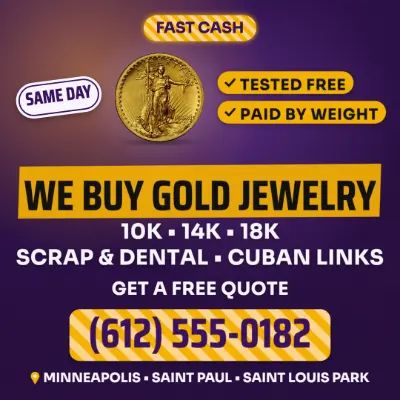 FAST CASH
SAME DAY
✓ TESTED FREE
✓ PAID BY WEIGHT
WE BUY GOLD JEWELRY
10K • 14K • 18K
SCRAP & DENTAL • CUBAN LINKS
GET A FREE QUOTE
(612) 555-0182
MINNEAPOLIS • SAINT PAUL • SAINT LOUIS PARK